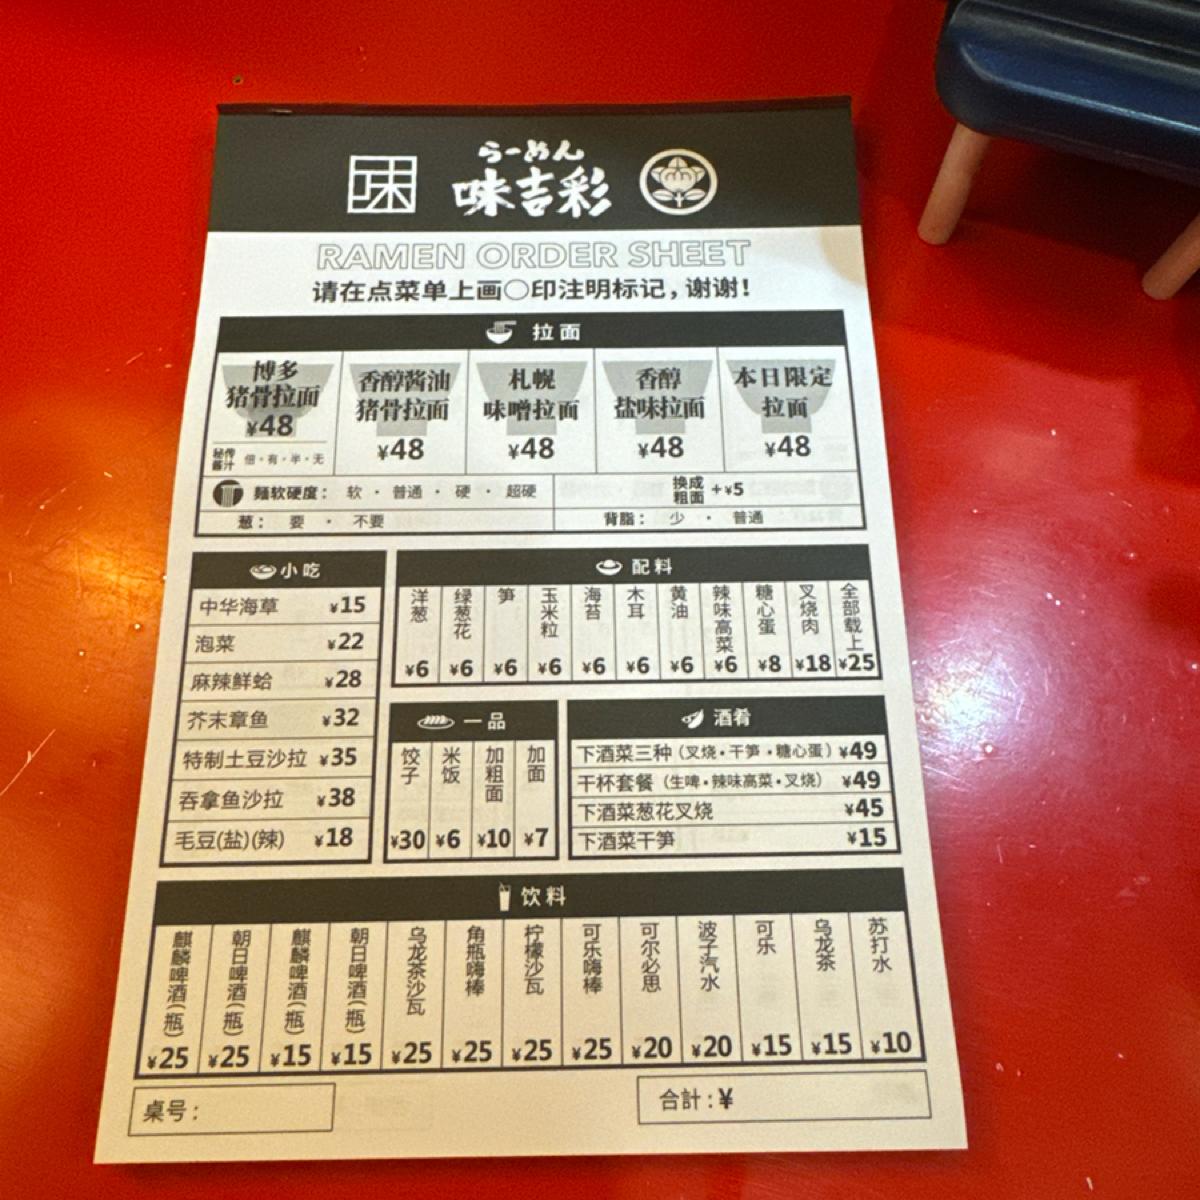 味
らーめん
味吉彩
RAMEN ORDER SHEET
请在点菜单上画○印注明标记，谢谢！
拉面
博多
猪骨拉面
¥48
秘传
酱汁 倍・有・半・无
香醇酱油
猪骨拉面
¥48
札幌
味噌拉面
¥48
香醇
盐味拉面
¥48
本日限定
拉面
¥48
麺软硬度： 软 ・ 普通 ・ 硬 ・ 超硬
换成
粗面 +¥5
葱： 要 ・ 不要
背脂： 少 ・ 普通
小吃
中华海草 ¥15
泡菜 ¥22
麻辣鲜蛤 ¥28
芥末章鱼 ¥32
特制土豆沙拉 ¥35
吞拿鱼沙拉 ¥38
毛豆(盐)(辣) ¥18
配料
洋葱 ¥6
绿葱花 ¥6
笋 ¥6
玉米粒 ¥6
海苔 ¥6
木耳 ¥6
黄油 ¥6
辣味高菜 ¥6
糖心蛋 ¥8
叉烧肉 ¥18
全部载上 ¥25
一品
饺子 ¥30
米饭 ¥6
加粗面 ¥10
加面 ¥7
酒肴
下酒菜三种（叉烧・干笋・糖心蛋）¥49
干杯套餐（生啤・辣味高菜・叉烧）¥49
下酒菜葱花叉烧 ¥45
下酒菜干笋 ¥15
饮料
麒麟啤酒(瓶) ¥25
朝日啤酒(瓶) ¥25
麒麟啤酒(瓶) ¥15
朝日啤酒(瓶) ¥15
乌龙茶沙瓦 ¥25
角瓶嗨棒 ¥25
柠檬沙瓦 ¥25
可乐嗨棒 ¥25
可尔必思 ¥20
波子汽水 ¥20
可乐 ¥15
乌龙茶 ¥15
苏打水 ¥10
桌号：
合計：¥